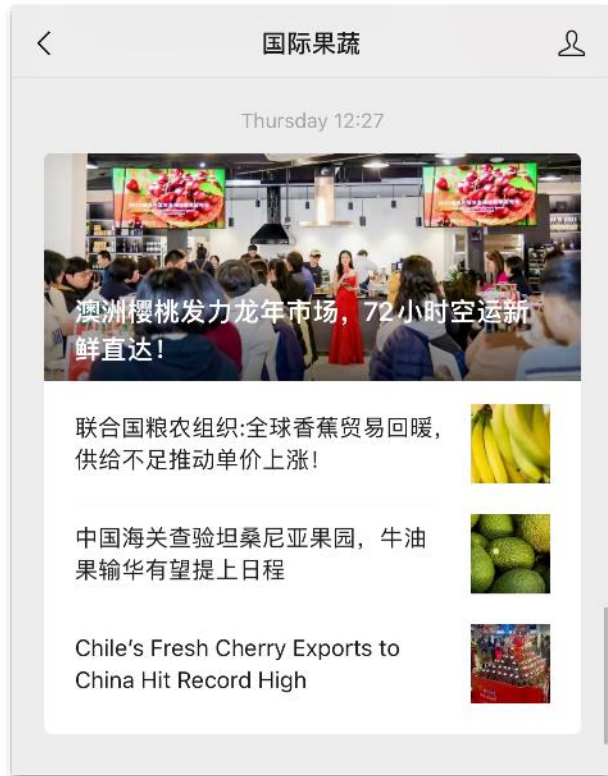 国际果蔬
Thursday 12:27
澳洲樱桃发力龙年市场，72小时空运新
鲜直达！
联合国粮农组织:全球香蕉贸易回暖，
供给不足推动单价上涨！
中国海关查验坦桑尼亚果园，牛油
果输华有望提上日程
Chile's Fresh Cherry Exports to
China Hit Record High